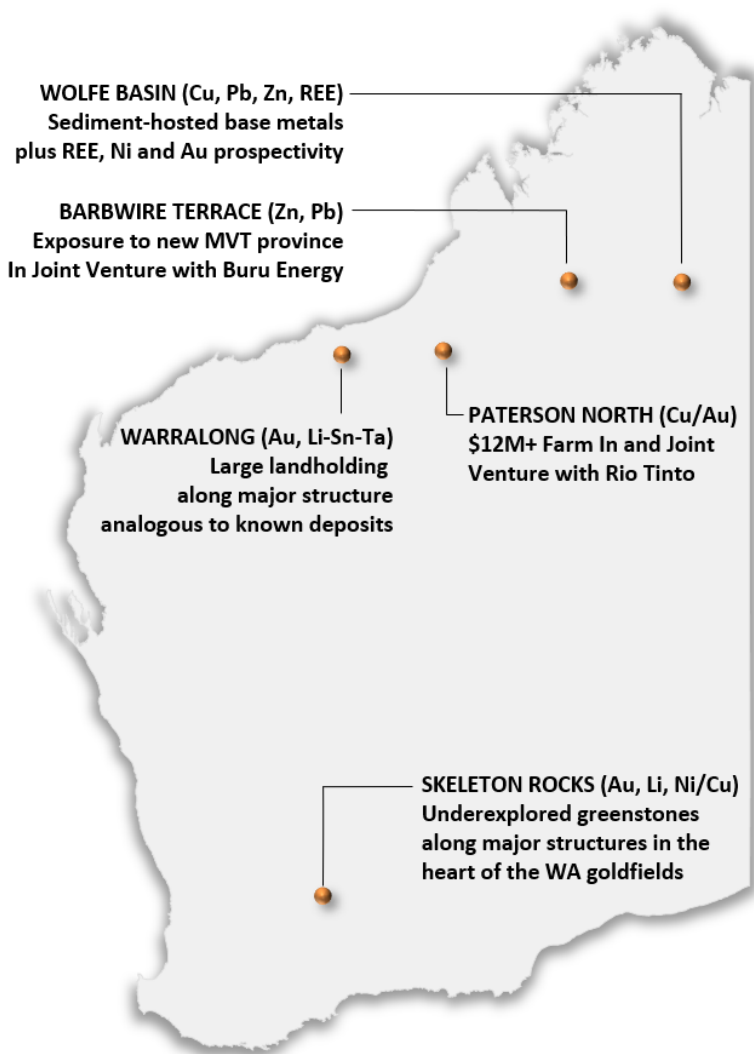 WOLFE BASIN (Cu, Pb, Zn, REE)
Sediment-hosted base metals
plus REE, Ni and Au prospectivity
BARBWIRE TERRACE (Zn, Pb)
Exposure to new MVT province
In Joint Venture with Buru Energy
WARRALONG (Au, Li-Sn-Ta)
Large landholding
along major structure
analogous to known deposits
PATERSON NORTH (Cu/Au)
$12M+ Farm In and Joint
Venture with Rio Tinto
SKELETON ROCKS (Au, Li, Ni/Cu)
Underexplored greenstones
along major structures in the
heart of the WA goldfields